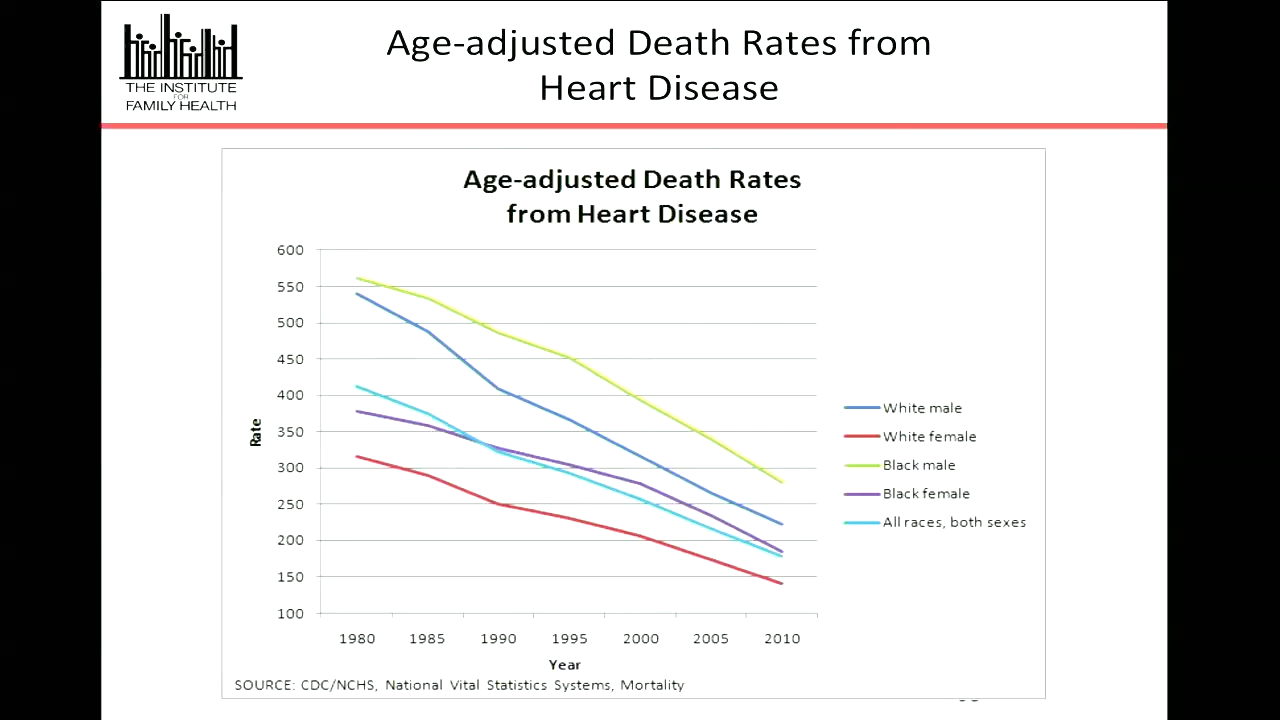 THE INSTITUTE
FOR
FAMILY HEALTH
Age-adjusted Death Rates from
Heart Disease
Age-adjusted Death Rates
from Heart Disease
600
550
500
450
400
350
300
250
200
150
100
Rate
1980 1985 1990 1995 2000 2005 2010
Year
White male
White female
Black male
Black female
All races, both sexes
SOURCE: CDC/NCHS, National Vital Statistics Systems, Mortality